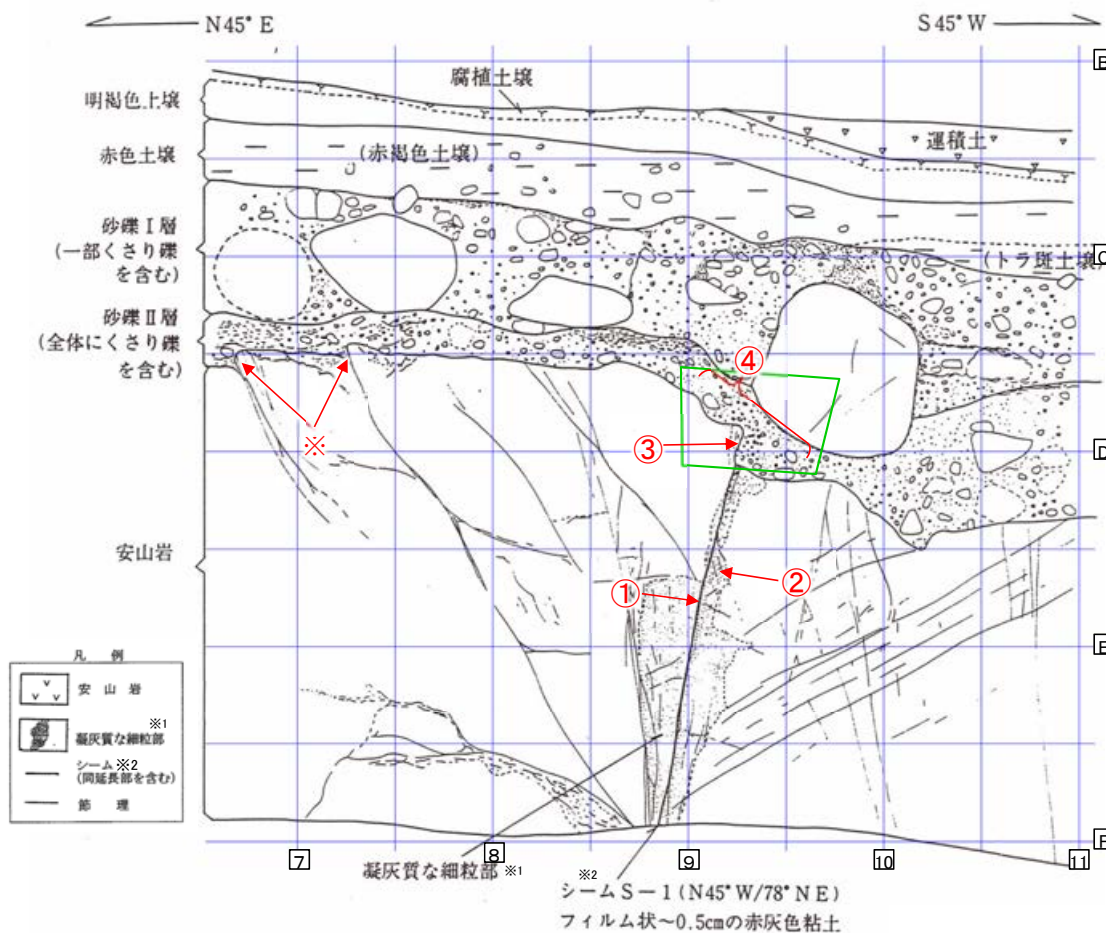 N45°E
S45°W
腐植土壌
明褐色土壌
運積土
赤色土壌
(赤褐色土壌)
砂礫Ⅰ層
(一部くさり礫
を含む)
(トラ斑土壌)
砂礫Ⅱ層
(全体にくさり礫
を含む)
※
④
③
安山岩
①
②
B
C
D
E
F
凡 例
安 山 岩
凝灰質な細粒部 ※1
シーム ※2
(同延長部を含む)
節 理
7
8
9
10
11
凝灰質な細粒部 ※1
※2
シームS-1(N45°W/78°NE)
フィルム状~0.5cmの赤灰色粘土